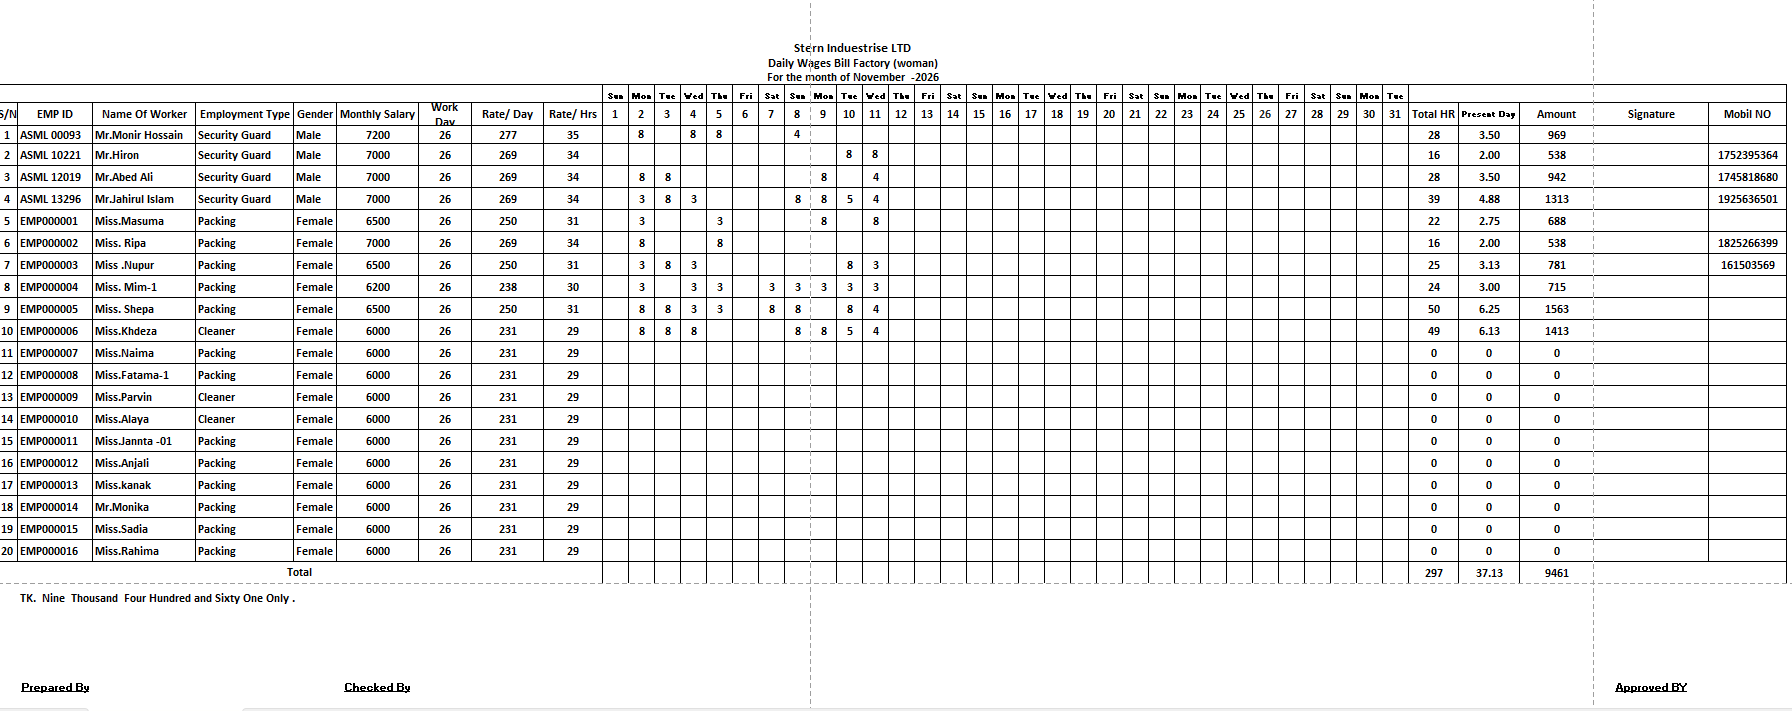 Stern Induestrise LTD
Daily Wages Bill Factory (woman)
For the month of November -2026
Sun Mon Tue Wed Thu Fri Sat Sun Mon Tue Wed Thu Fri Sat Sun Mon Tue Wed Thu Fri Sat Sun Mon Tue Wed Thu Fri Sat Sun Mon Tue
S/N EMP ID Name Of Worker Employment Type Gender Monthly Salary Work Day Rate/ Day Rate/ Hrs 1 2 3 4 5 6 7 8 9 10 11 12 13 14 15 16 17 18 19 20 21 22 23 24 25 26 27 28 29 30 31 Total HR Present Day Amount Signature Mobil NO
1 ASML 00093 Mr.Monir Hossain Security Guard Male 7200 26 277 35 8 8 8 4 28 3.50 969
2 ASML 10221 Mr.Hiron Security Guard Male 7000 26 269 34 8 8 16 2.00 538 1752395364
3 ASML 12019 Mr.Abed Ali Security Guard Male 7000 26 269 34 8 8 8 4 28 3.50 942 1745818680
4 ASML 13296 Mr.Jahirul Islam Security Guard Male 7000 26 269 34 3 8 3 8 8 5 4 39 4.88 1313 1925636501
5 EMP000001 Miss.Masuma Packing Female 6500 26 250 31 3 3 8 8 22 2.75 688
6 EMP000002 Miss. Ripa Packing Female 7000 26 269 34 8 8 16 2.00 538 1825266399
7 EMP000003 Miss .Nupur Packing Female 6500 26 250 31 3 8 3 8 3 25 3.13 781 161503569
8 EMP000004 Miss. Mim-1 Packing Female 6200 26 238 30 3 3 3 3 3 3 3 3 24 3.00 715
9 EMP000005 Miss. Shepa Packing Female 6500 26 250 31 8 8 3 3 8 8 8 4 50 6.25 1563
10 EMP000006 Miss.Khdeza Cleaner Female 6000 26 231 29 8 8 8 8 8 5 4 49 6.13 1413
11 EMP000007 Miss.Naima Packing Female 6000 26 231 29 0 0 0
12 EMP000008 Miss.Fatama-1 Packing Female 6000 26 231 29 0 0 0
13 EMP000009 Miss.Parvin Cleaner Female 6000 26 231 29 0 0 0
14 EMP000010 Miss.Alaya Cleaner Female 6000 26 231 29 0 0 0
15 EMP000011 Miss.Jannta -01 Packing Female 6000 26 231 29 0 0 0
16 EMP000012 Miss.Anjali Packing Female 6000 26 231 29 0 0 0
17 EMP000013 Miss.kanak Packing Female 6000 26 231 29 0 0 0
18 EMP000014 Mr.Monika Packing Female 6000 26 231 29 0 0 0
19 EMP000015 Miss.Sadia Packing Female 6000 26 231 29 0 0 0
20 EMP000016 Miss.Rahima Packing Female 6000 26 231 29 0 0 0
Total 297 37.13 9461
TK. Nine Thousand Four Hundred and Sixty One Only .
Prepared By Checked By Approved BY